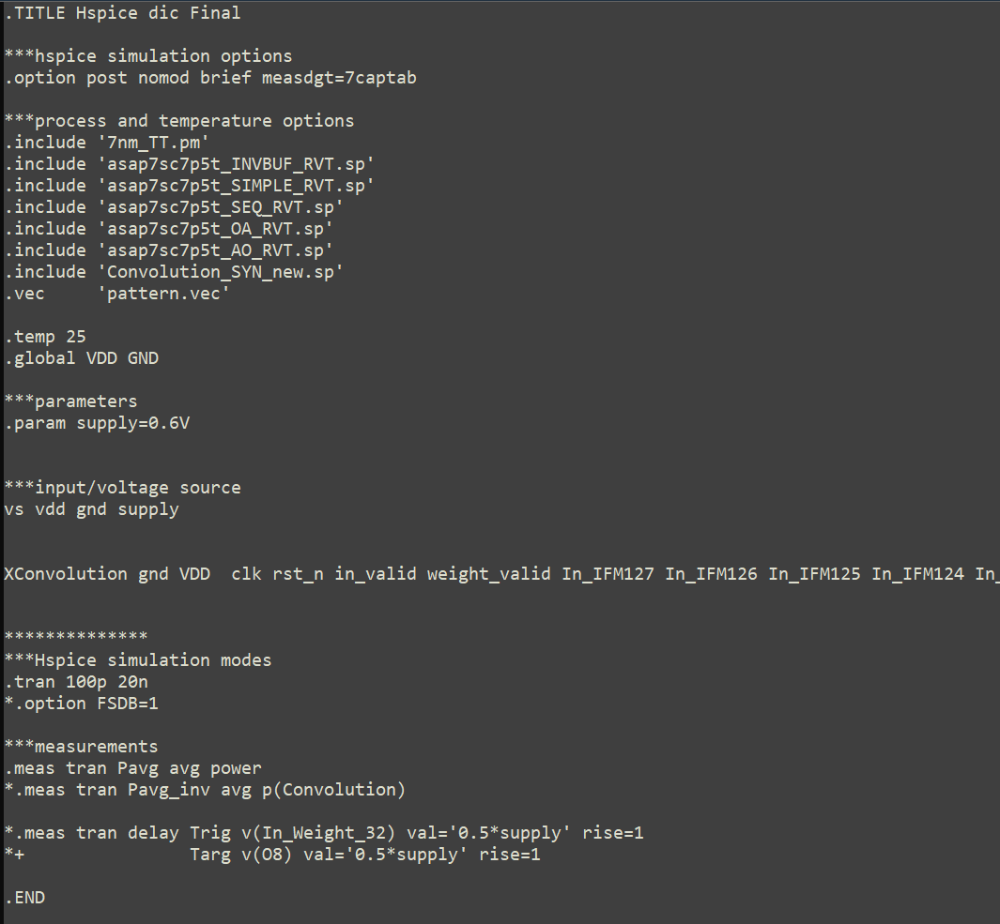 .TITLE Hspice dic Final
***hspice simulation options
.option post nomod brief measdgt=7captab
***process and temperature options
.include '7nm_TT.pm'
.include 'asap7sc7p5t_INVBUF_RVT.sp'
.include 'asap7sc7p5t_SIMPLE_RVT.sp'
.include 'asap7sc7p5t_SEQ_RVT.sp'
.include 'asap7sc7p5t_OA_RVT.sp'
.include 'asap7sc7p5t_AO_RVT.sp'
.include 'Convolution_SYN_new.sp'
.vec     'pattern.vec'
.temp 25
.global VDD GND
***parameters
.param supply=0.6V
***input/voltage source
vs vdd gnd supply
XConvolution gnd VDD  clk rst_n in_valid weight_valid In_IFM127 In_IFM126 In_IFM125 In_IFM124 In_
**************
***Hspice simulation modes
.tran 100p 20n
*.option FSDB=1
***measurements
.meas tran Pavg avg power
*.meas tran Pavg_inv avg p(Convolution)
*.meas tran delay Trig v(In_Weight_32) val='0.5*supply' rise=1
*+                Targ v(O8) val='0.5*supply' rise=1
.END